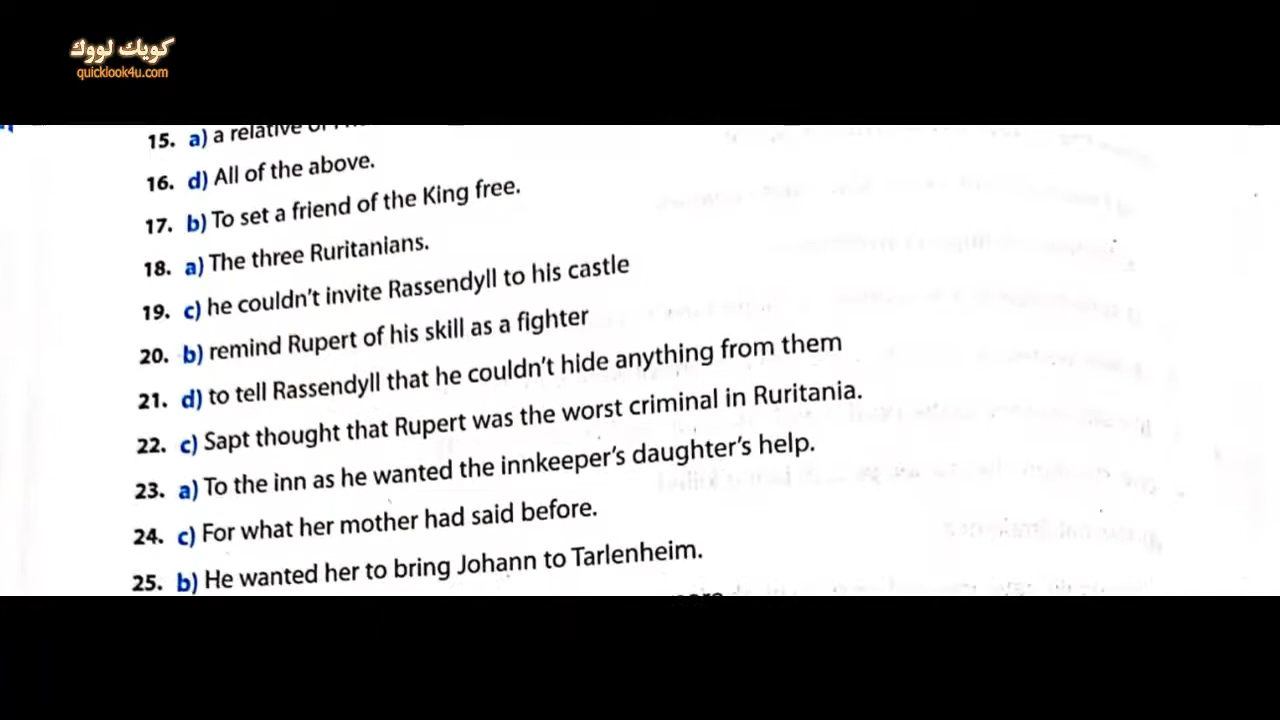 كويك لووك
quicklook4u.com
15. a) a relative of
16. d) All of the above.
17. b) To set a friend of the King free.
18. a) The three Ruritanians.
19. c) he couldn't invite Rassendyll to his castle
20. b) remind Rupert of his skill as a fighter
21. d) to tell Rassendyll that he couldn't hide anything from them
22. c) Sapt thought that Rupert was the worst criminal in Ruritania.
23. a) To the inn as he wanted the innkeeper's daughter's help.
24. c) For what her mother had said before.
25. b) He wanted her to bring Johann to Tarlenheim.